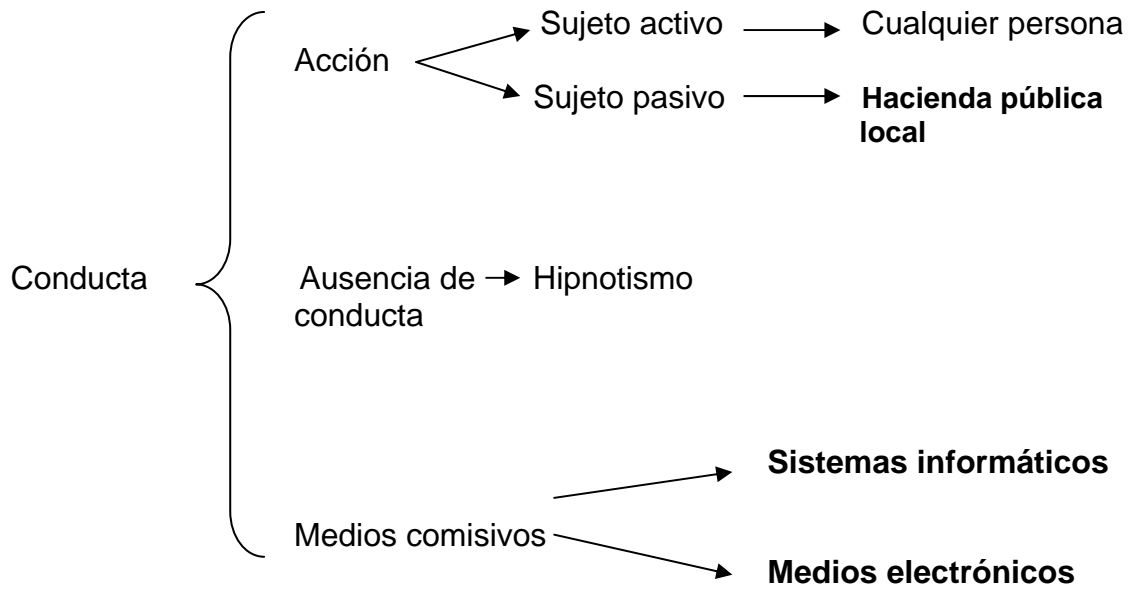 Sujeto activo
Cualquier persona
Acción
Sujeto pasivo
Hacienda pública
local
Conducta
Ausencia de
conducta
Hipnotismo
Sistemas informáticos
Medios comisivos
Medios electrónicos